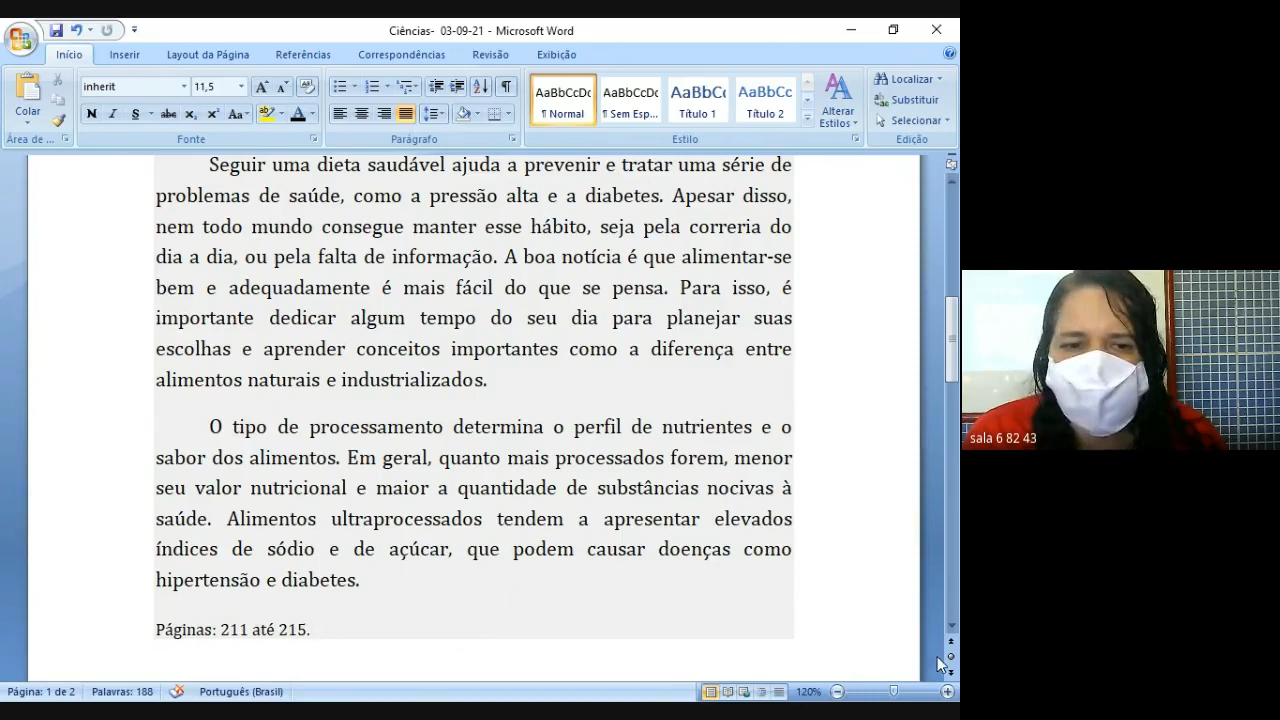 Ciências- 03-09-21 - Microsoft Word
Início Inserir Layout da Página Referências Correspondências Revisão Exibição
Colar
inherit 11,5
N I S abc x₂ x² Aa
AaBbCcDc AaBbCcDc AaBbCc AaBbCc
¶ Normal ¶ Sem Esp... Título 1 Título 2
Alterar
Estilos
Localizar
Substituir
Selecionar
Área de... Fonte Parágrafo Estilo Edição
Seguir uma dieta saudável ajuda a prevenir e tratar uma série de
problemas de saúde, como a pressão alta e a diabetes. Apesar disso,
nem todo mundo consegue manter esse hábito, seja pela correria do
dia a dia, ou pela falta de informação. A boa notícia é que alimentar-se
bem e adequadamente é mais fácil do que se pensa. Para isso, é
importante dedicar algum tempo do seu dia para planejar suas
escolhas e aprender conceitos importantes como a diferença entre
alimentos naturais e industrializados.
O tipo de processamento determina o perfil de nutrientes e o
sabor dos alimentos. Em geral, quanto mais processados forem, menor
seu valor nutricional e maior a quantidade de substâncias nocivas à
saúde. Alimentos ultraprocessados tendem a apresentar elevados
índices de sódio e de açúcar, que podem causar doenças como
hipertensão e diabetes.
Páginas: 211 até 215.
Página: 1 de 2 Palavras: 188 Português (Brasil) 120%
sala 6 82 43